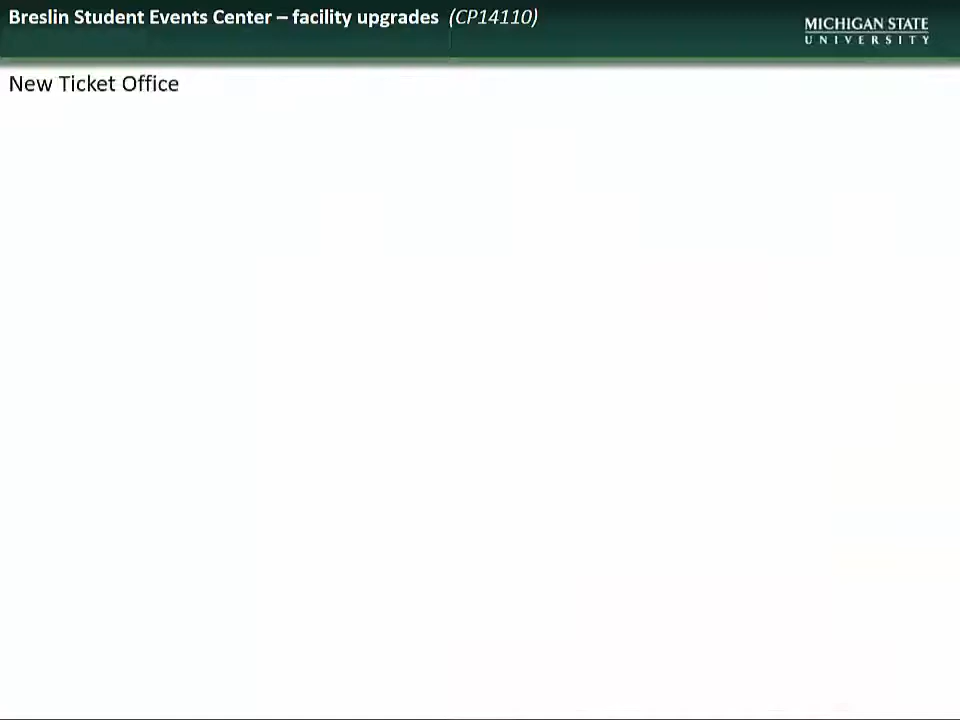 Breslin Student Events Center – facility upgrades (CP14110)
MICHIGAN STATE
UNIVERSITY
New Ticket Office